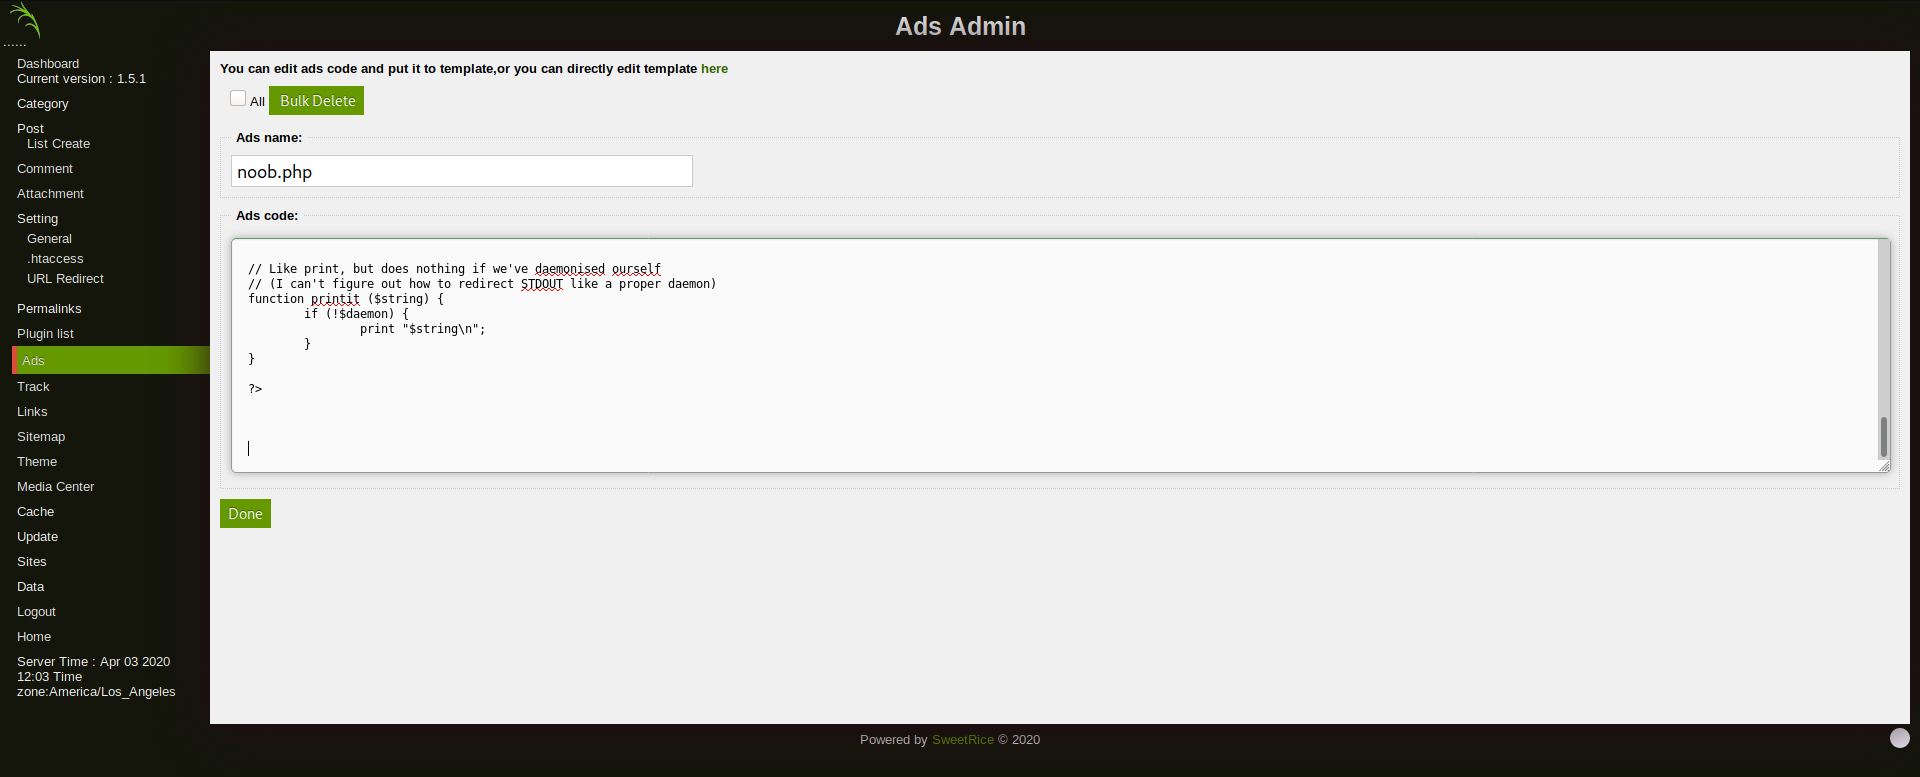 Ads Admin
......
Dashboard
Current version : 1.5.1
Category
Post
List Create
Comment
Attachment
Setting
General
.htaccess
URL Redirect
Permalinks
Plugin list
Ads
Track
Links
Sitemap
Theme
Media Center
Cache
Update
Sites
Data
Logout
Home
Server Time : Apr 03 2020
12:03 Time
zone:America/Los_Angeles
You can edit ads code and put it to template,or you can directly edit template here
All Bulk Delete
Ads name:
noob.php
Ads code:
// Like print, but does nothing if we've daemonised ourself
// (I can't figure out how to redirect STDOUT like a proper daemon)
function printit ($string) {
        if (!$daemon) {
                print "$string\n";
        }
}
?>
Done
Powered by SweetRice © 2020